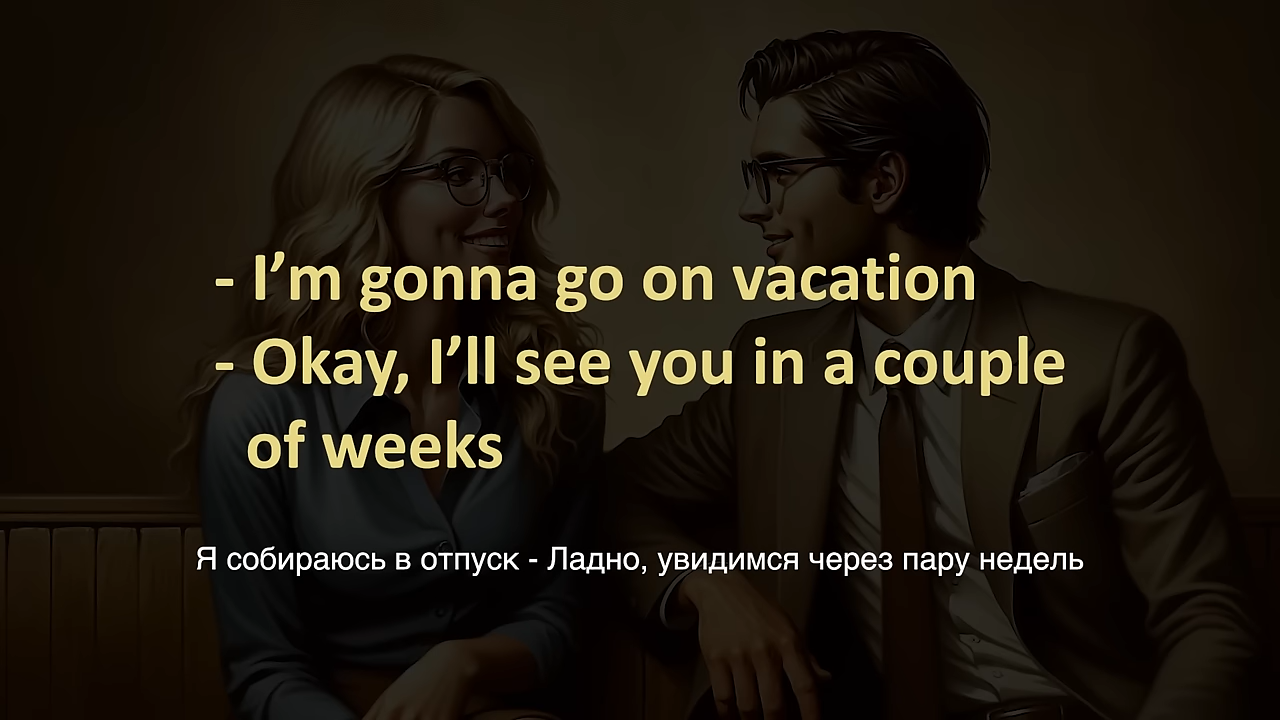 - I’m gonna go on vacation
- Okay, I’ll see you in a couple
of weeks
Я собираюсь в отпуск - Ладно, увидимся через пару недель